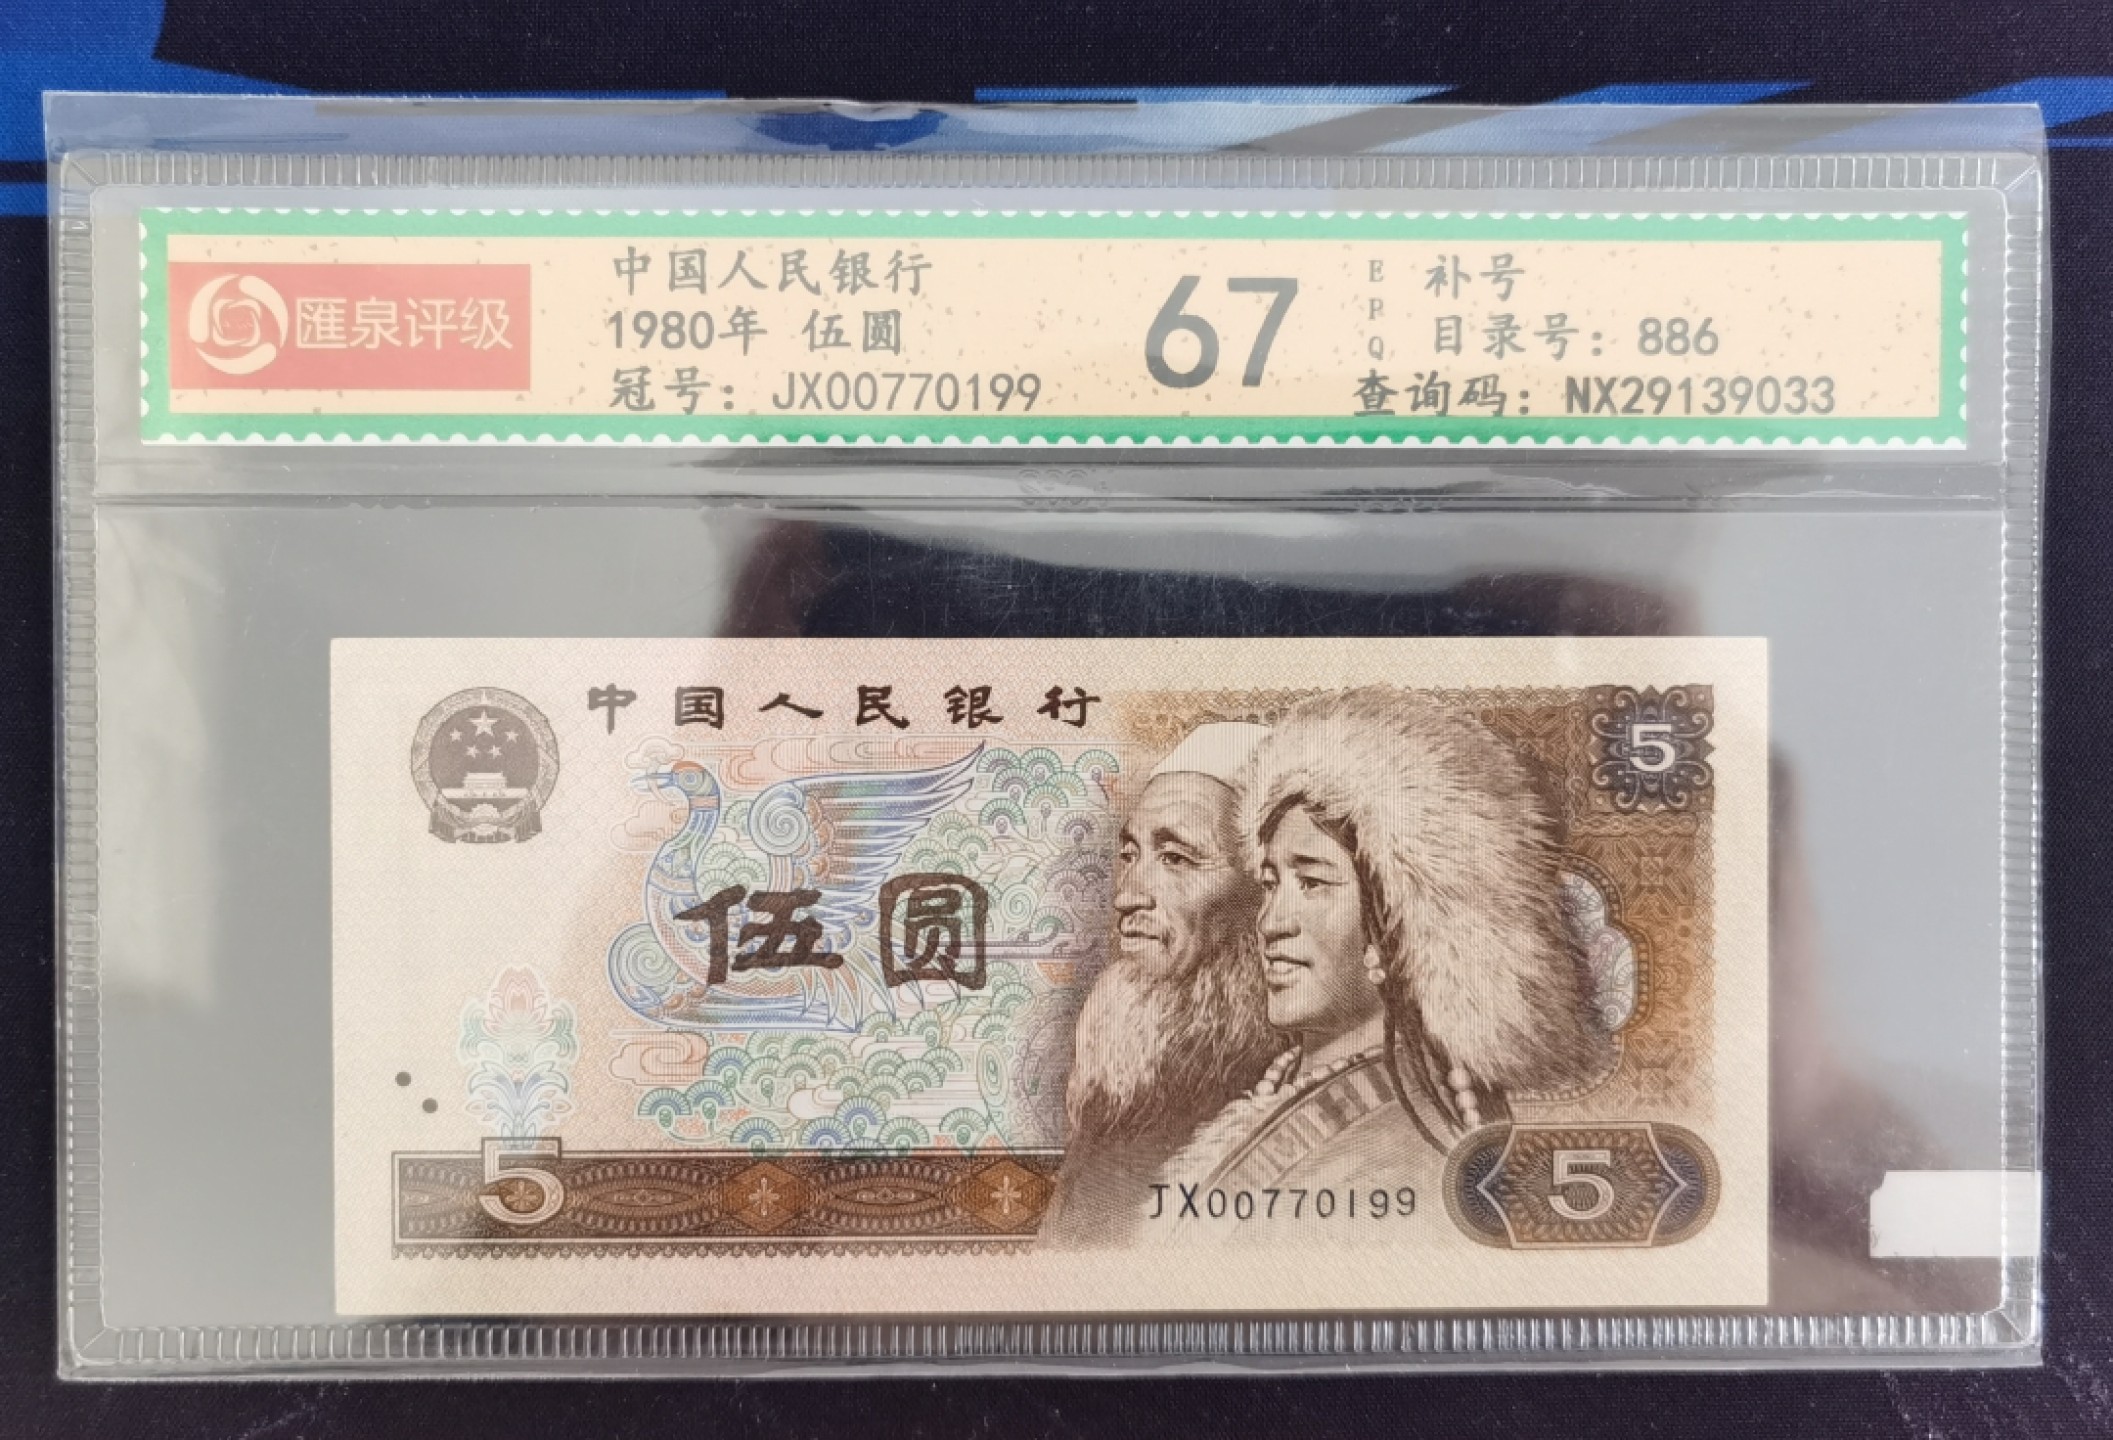 匯泉评级
中国人民银行
1980年 伍圆
冠号：JX00770199
67
EPQ
补号
目录号：886
查询码：NX29139033
中国人民银行
5
伍圆
5
JX00770199
5